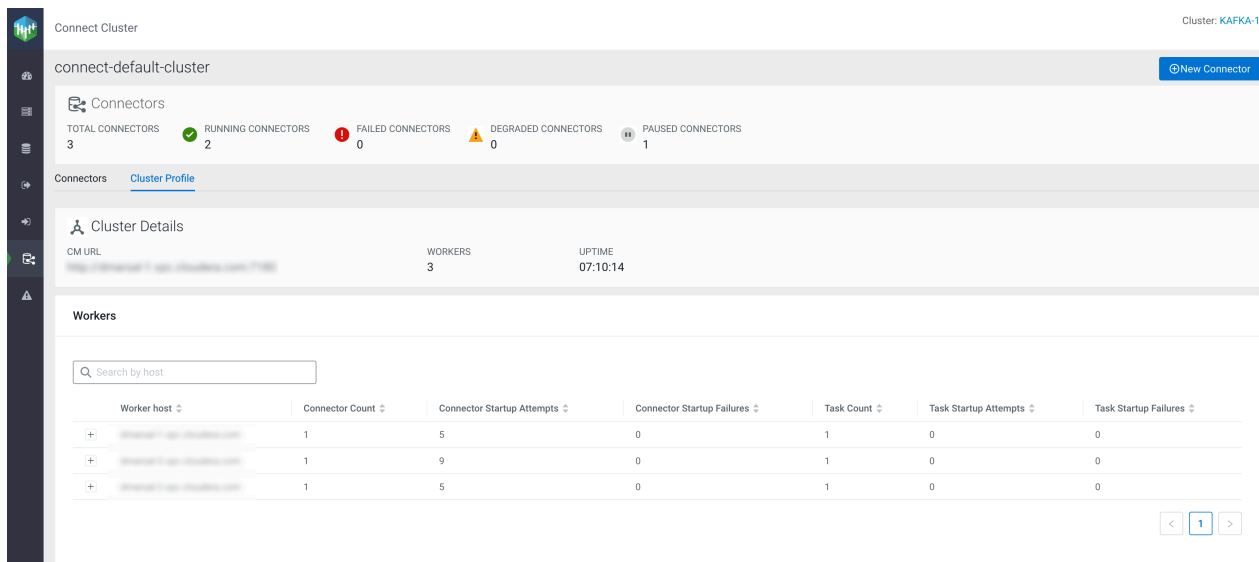 Connect Cluster
Cluster: KAFKA-1
connect-default-cluster
New Connector
Connectors
TOTAL CONNECTORS RUNNING CONNECTORS FAILED CONNECTORS DEGRADED CONNECTORS PAUSED CONNECTORS
3 2 0 0 1
Connectors Cluster Profile
Cluster Details
CM URL WORKERS UPTIME
3 07:10:14
Workers
Search by host
Worker host Connector Count Connector Startup Attempts Connector Startup Failures Task Count Task Startup Attempts Task Startup Failures
1 5 0 1 0 0
1 9 0 1 0 0
1 5 0 1 0 0
< 1 >